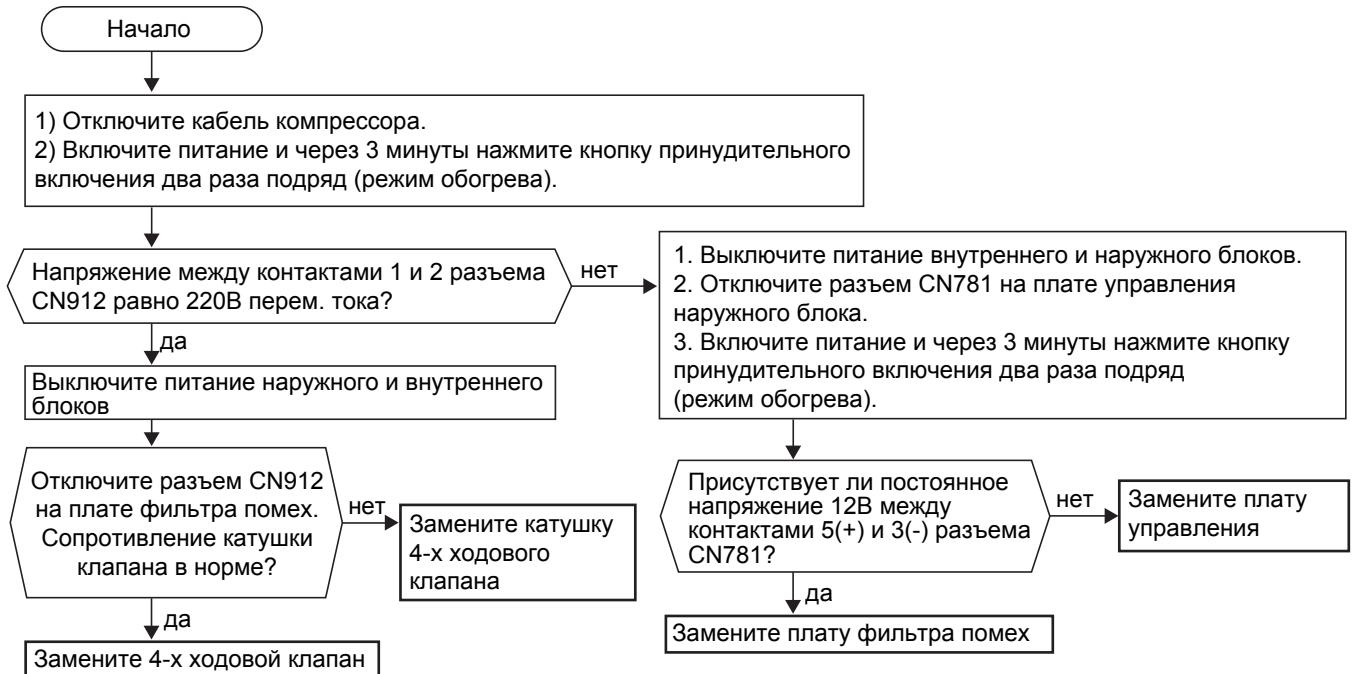 Начало
1) Отключите кабель компрессора.
2) Включите питание и через 3 минуты нажмите кнопку принудительного
включения два раза подряд (режим обогрева).
Напряжение между контактами 1 и 2 разъема
CN912 равно 220В перем. тока?
нет
1. Выключите питание внутреннего и наружного блоков.
2. Отключите разъем CN781 на плате управления
наружного блока.
3. Включите питание и через 3 минуты нажмите кнопку
принудительного включения два раза подряд
(режим обогрева).
да
Выключите питание наружного и внутреннего
блоков
Отключите разъем CN912
на плате фильтра помех.
Сопротивление катушки
клапана в норме?
нет
Замените катушку
4-х ходового
клапана
да
Замените 4-х ходовой клапан
Присутствует ли постоянное
напряжение 12В между
контактами 5(+) и 3(-) разъема
CN781?
нет
Замените плату
управления
да
Замените плату фильтра помех